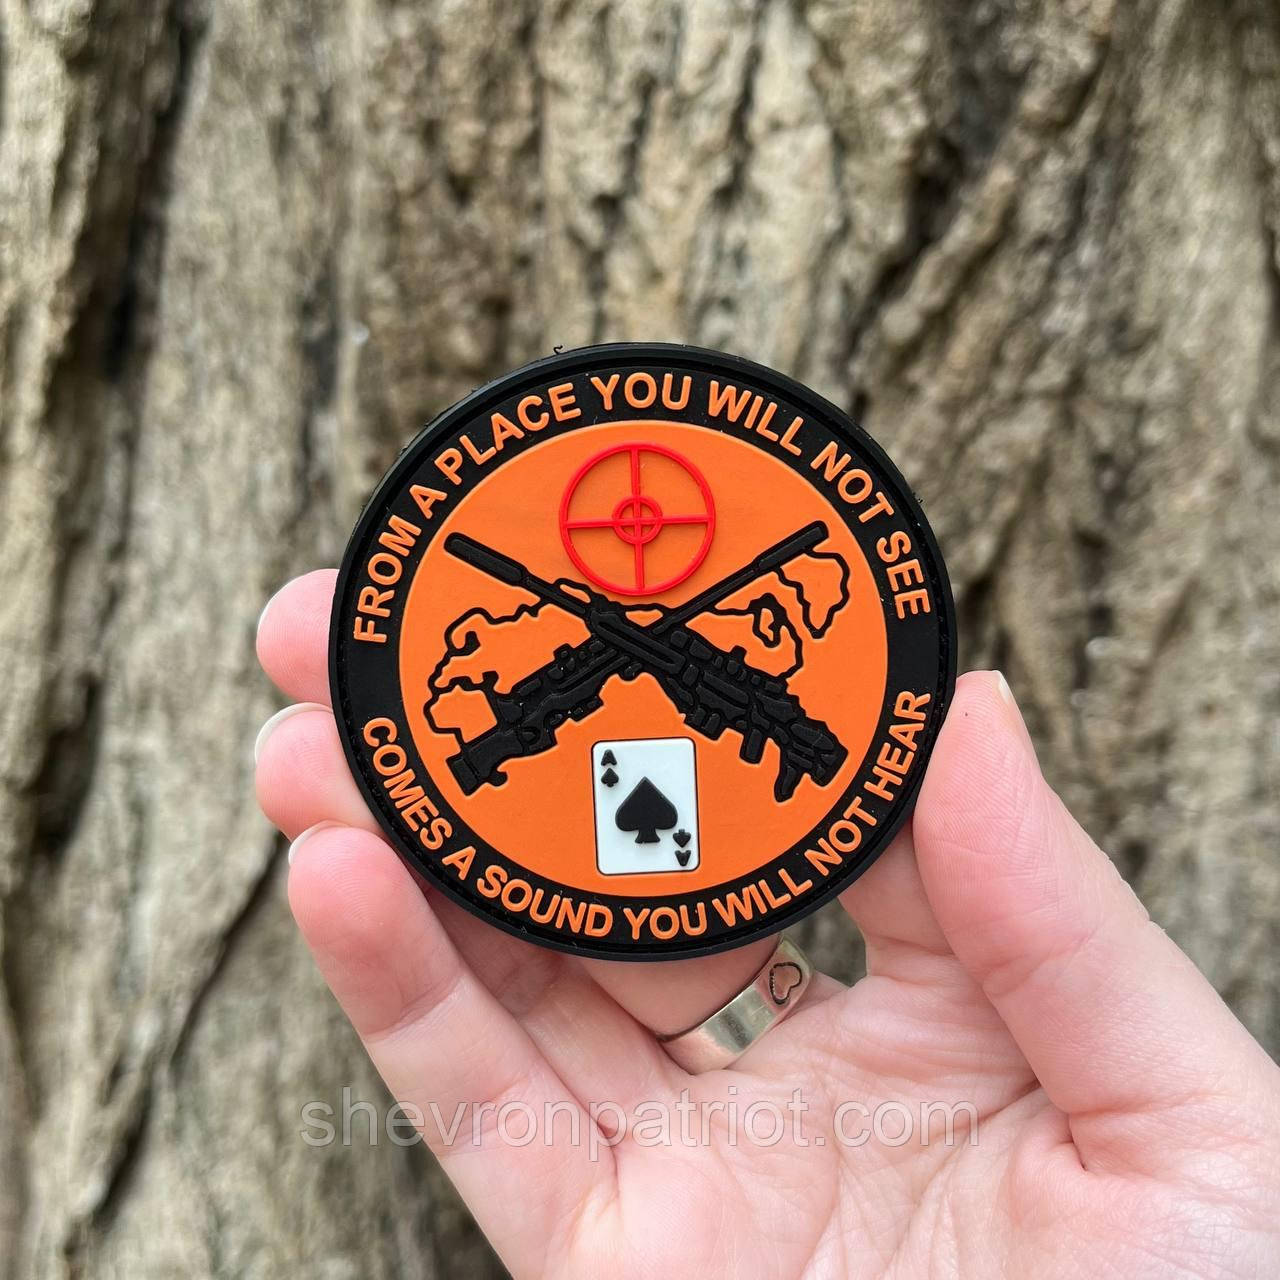 FROM A PLACE YOU WILL NOT SEE
A
A
COMES A SOUND YOU WILL NOT HEAR
shevronpatriot.com